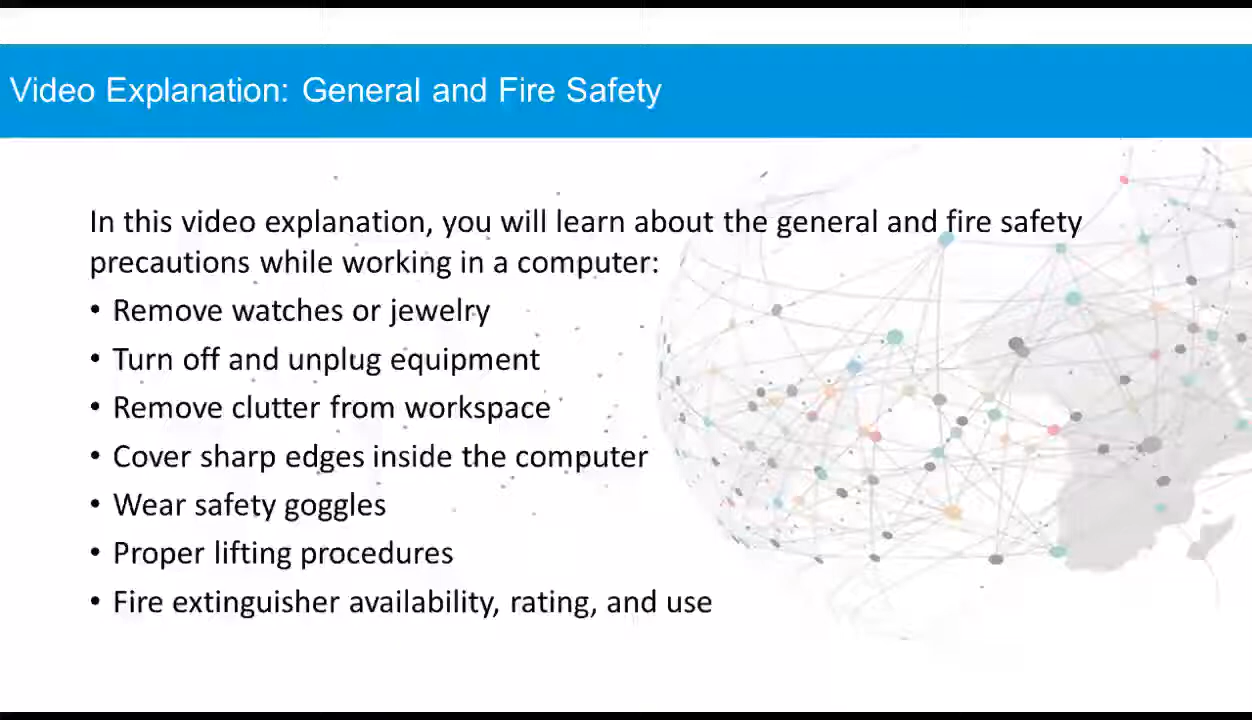 Video Explanation: General and Fire Safety
In this video explanation, you will learn about the general and fire safety
precautions while working in a computer:
• Remove watches or jewelry
• Turn off and unplug equipment
• Remove clutter from workspace
• Cover sharp edges inside the computer
• Wear safety goggles
• Proper lifting procedures
• Fire extinguisher availability, rating, and use